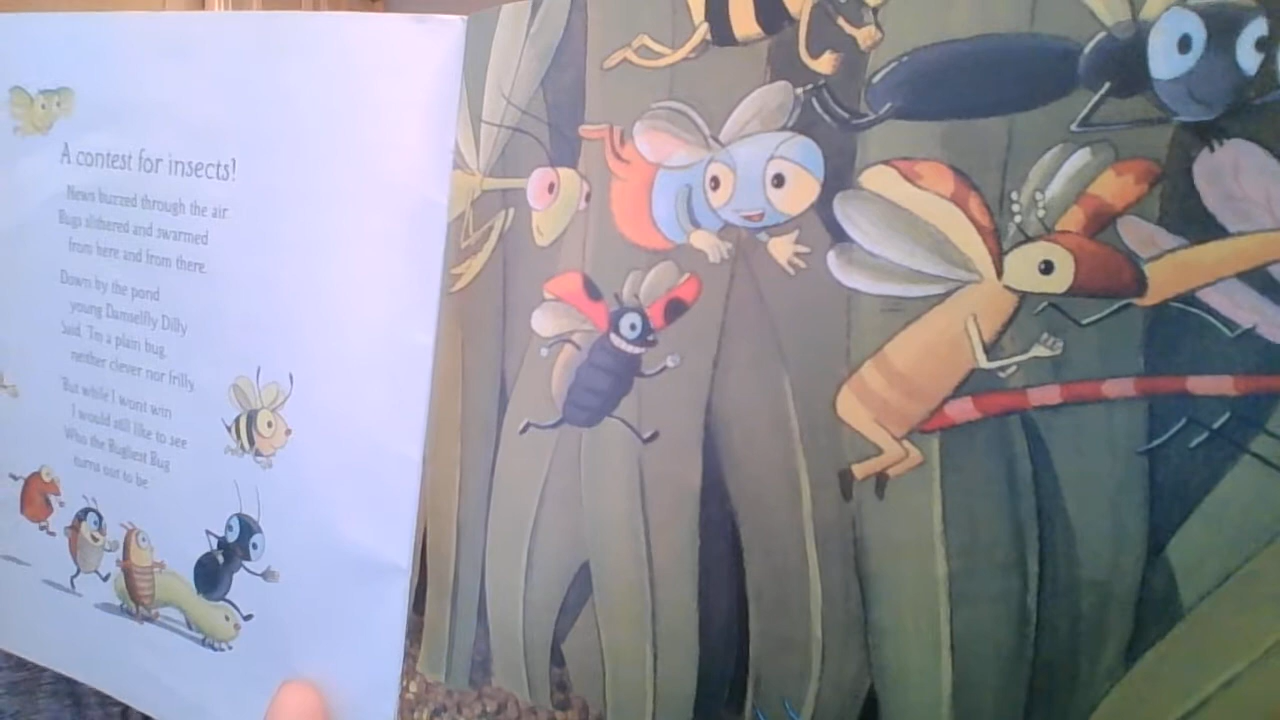 A contest for insects!
News buzzed through the air.
Bugs slithered and swarmed
from here and from there.
Down by the pond
young Damselfly Dilly
Said, "I'm a plain bug,
neither clever nor frilly.
"But while I won't win
I would still like to see
Who the Bugliest Bug
turns out to be.